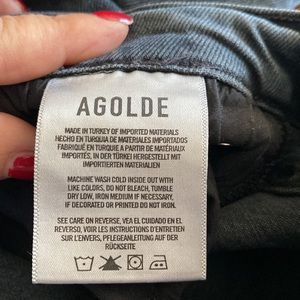 AGOLDE
MADE IN TURKEY OF IMPORTED MATERIALS
HECHO EN TURQUIA DE MATERIALES IMPORTADOS
FABRIQUÉ EN TURQUIE A PARTIR DE MATÉRIAUX
IMPORTÉS, IN DER TÜRKEI HERGESTELLT MIT
IMPORTIERTEN MATERIALEN
MACHINE WASH COLD INSIDE OUT WITH
LIKE COLORS, DO NOT BLEACH, TUMBLE
DRY LOW, IRON MEDIUM IF NECESSARY,
IF DECORATED OR PRINTED DO NOT IRON.
SEE CARE ON REVERSE, VEA EL CUIDADO EN EL
REVERSO, VOIR LES INSTRUCTIONS D'ENTRETIEN
SUR L'ENVERS, PFLEGEANLEITUNG AUF DER
RÜCKSEITE